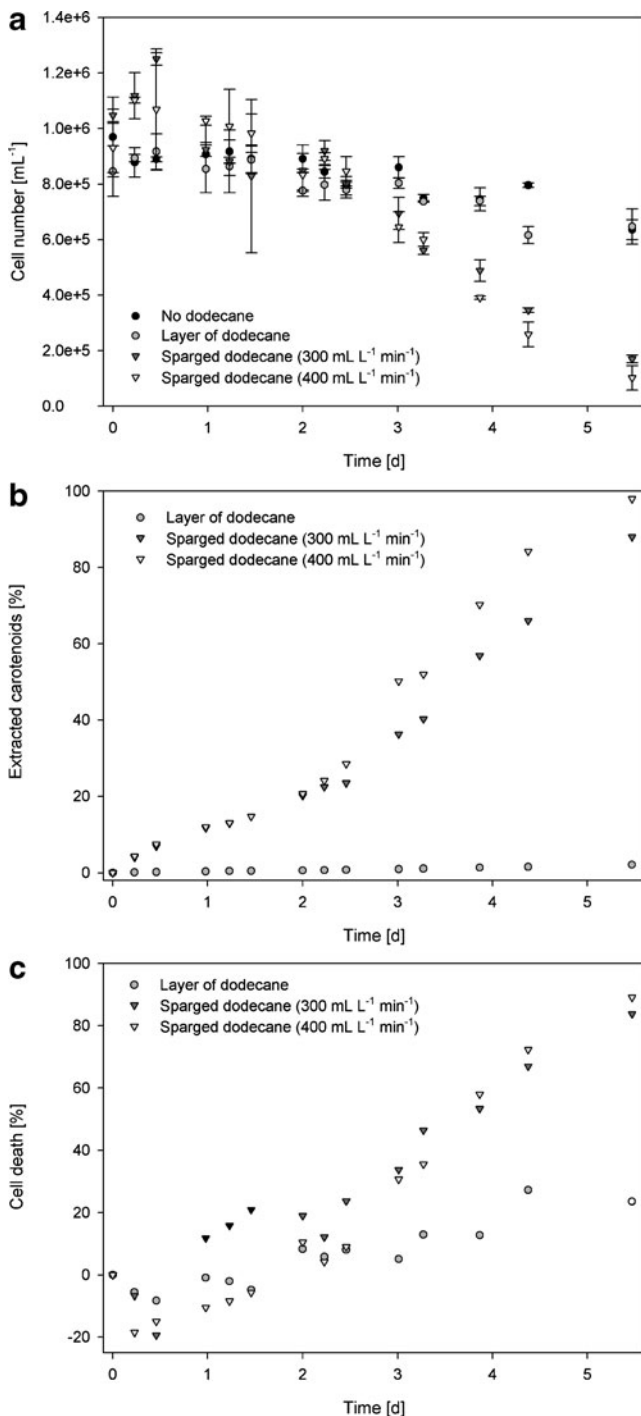 a
1.4e+6
1.2e+6
1.0e+6
8.0e+5
6.0e+5
4.0e+5
2.0e+5
0.0
Cell number [mL⁻¹]
No dodecane
Layer of dodecane
Sparged dodecane (300 mL L⁻¹ min⁻¹)
Sparged dodecane (400 mL L⁻¹ min⁻¹)
0 1 2 3 4 5
Time [d]
b
100
80
60
40
20
0
Extracted carotenoids [%]
Layer of dodecane
Sparged dodecane (300 mL L⁻¹ min⁻¹)
Sparged dodecane (400 mL L⁻¹ min⁻¹)
0 1 2 3 4 5
Time [d]
c
100
80
60
40
20
0
-20
Cell death [%]
Layer of dodecane
Sparged dodecane (300 mL L⁻¹ min⁻¹)
Sparged dodecane (400 mL L⁻¹ min⁻¹)
0 1 2 3 4 5
Time [d]